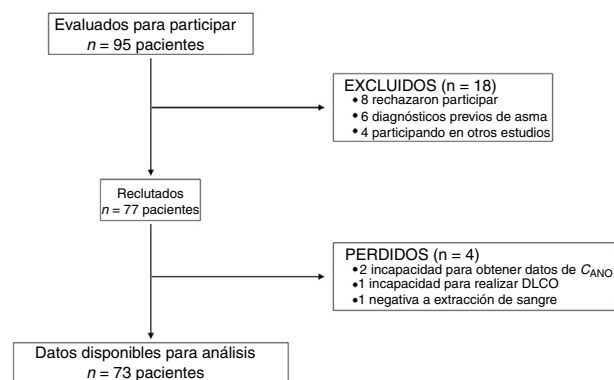 Evaluados para participar
n = 95 pacientes
EXCLUIDOS (n = 18)
• 8 rechazaron participar
• 6 diagnósticos previos de asma
• 4 participando en otros estudios
Reclutados
n = 77 pacientes
PERDIDOS (n = 4)
• 2 incapacidad para obtener datos de CANO
• 1 incapacidad para realizar DLCO
• 1 negativa a extracción de sangre
Datos disponibles para análisis
n = 73 pacientes